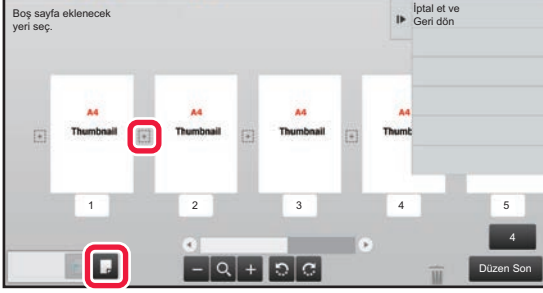 Boş sayfa eklenecek
yeri seç.
İptal et ve
Geri dön
A4
Thumbnail
A4
Thumbnail
A4
Thumbnail
A4
Thumb
1
2
3
4
5
4
Düzen Son